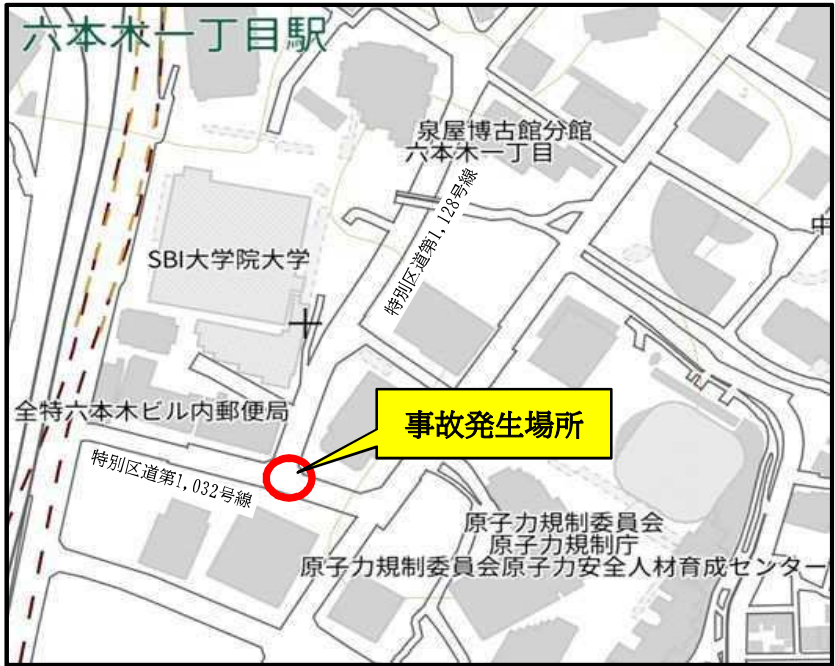 六本木一丁目駅
泉屋博古館分館
六本木一丁目
特別区道第1,128号線
中
SBI大学院大学
全特六本木ビル内郵便局
事故発生場所
特別区道第1,032号線
原子力規制委員会
原子力規制庁
原子力規制委員会原子力安全人材育成センター